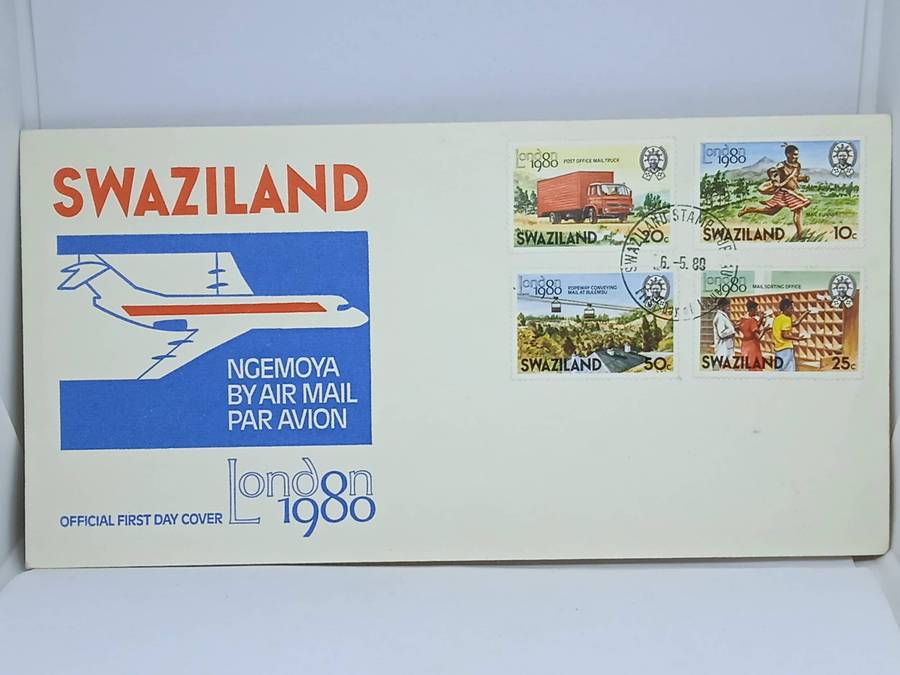 SWAZILAND
NGEMOYA
BY AIR MAIL
PAR AVION
OFFICIAL FIRST DAY COVER
London
1980
London
1980
POST OFFICE MAIL TRUCK
SWAZILAND
20c
London
1980
SWAZILAND
10c
SWAZILAND STAMP
6.-5.80
London
1980
ROPEWAY CONVEYING
MAIL AT BULEMBU
SWAZILAND
50c
London
1980
MAIL SORTING OFFICE
SWAZILAND
25c